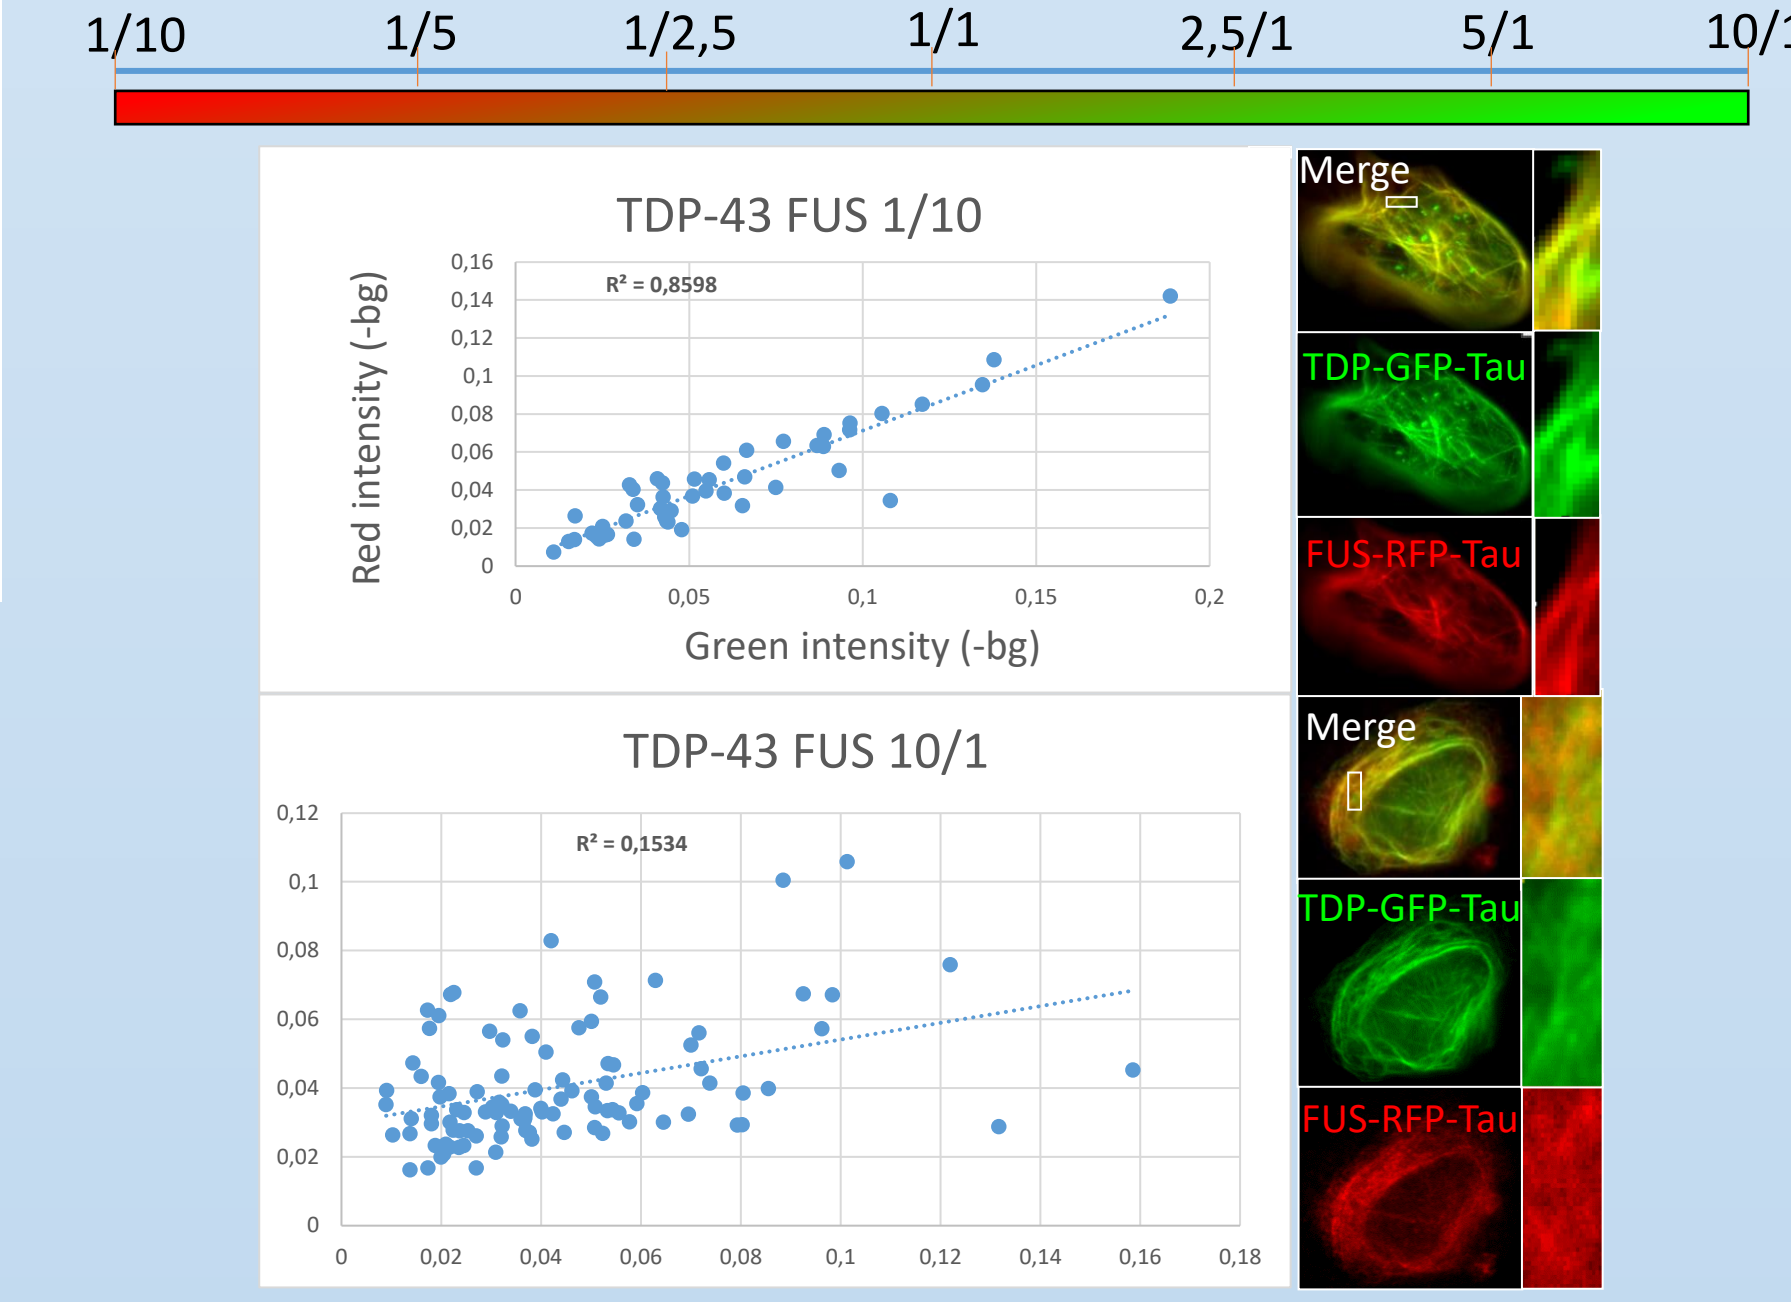 1/10 1/5 1/2,5 1/1 2,5/1 5/1 10/1
TDP-43 FUS 1/10
R² = 0,8598
Red intensity (-bg)
0,16
0,14
0,12
0,1
0,08
0,06
0,04
0,02
0
0 0,05 0,1 0,15 0,2
Green intensity (-bg)
Merge
TDP-GFP-Tau
FUS-RFP-Tau
TDP-43 FUS 10/1
R² = 0,1534
0,12
0,1
0,08
0,06
0,04
0,02
0
0 0,02 0,04 0,06 0,08 0,1 0,12 0,14 0,16 0,18
Merge
TDP-GFP-Tau
FUS-RFP-Tau